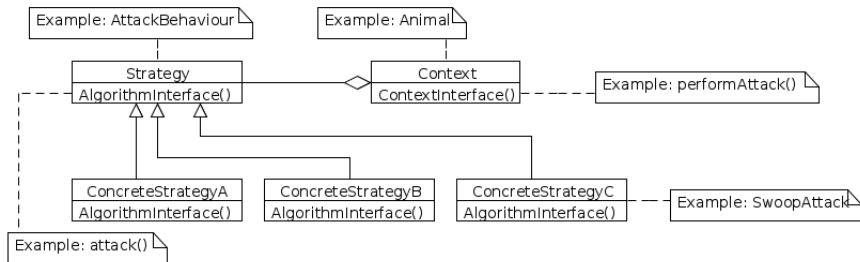 Example: AttackBehaviour
Example: Animal
Strategy
AlgorithmInterface()
Context
ContextInterface()
Example: performAttack()
ConcreteStrategyA
AlgorithmInterface()
ConcreteStrategyB
AlgorithmInterface()
ConcreteStrategyC
AlgorithmInterface()
Example: SwoopAttack
Example: attack()